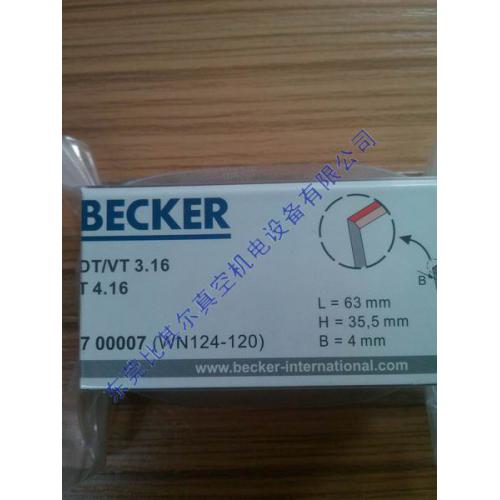 BECKER
DT/VT 3.16
T 4.16
7 00007 (WN124-120)
B
L = 63 mm
H = 35,5 mm
B = 4 mm
www.becker-international.com
东莞比其尔真空机电设备有限公司